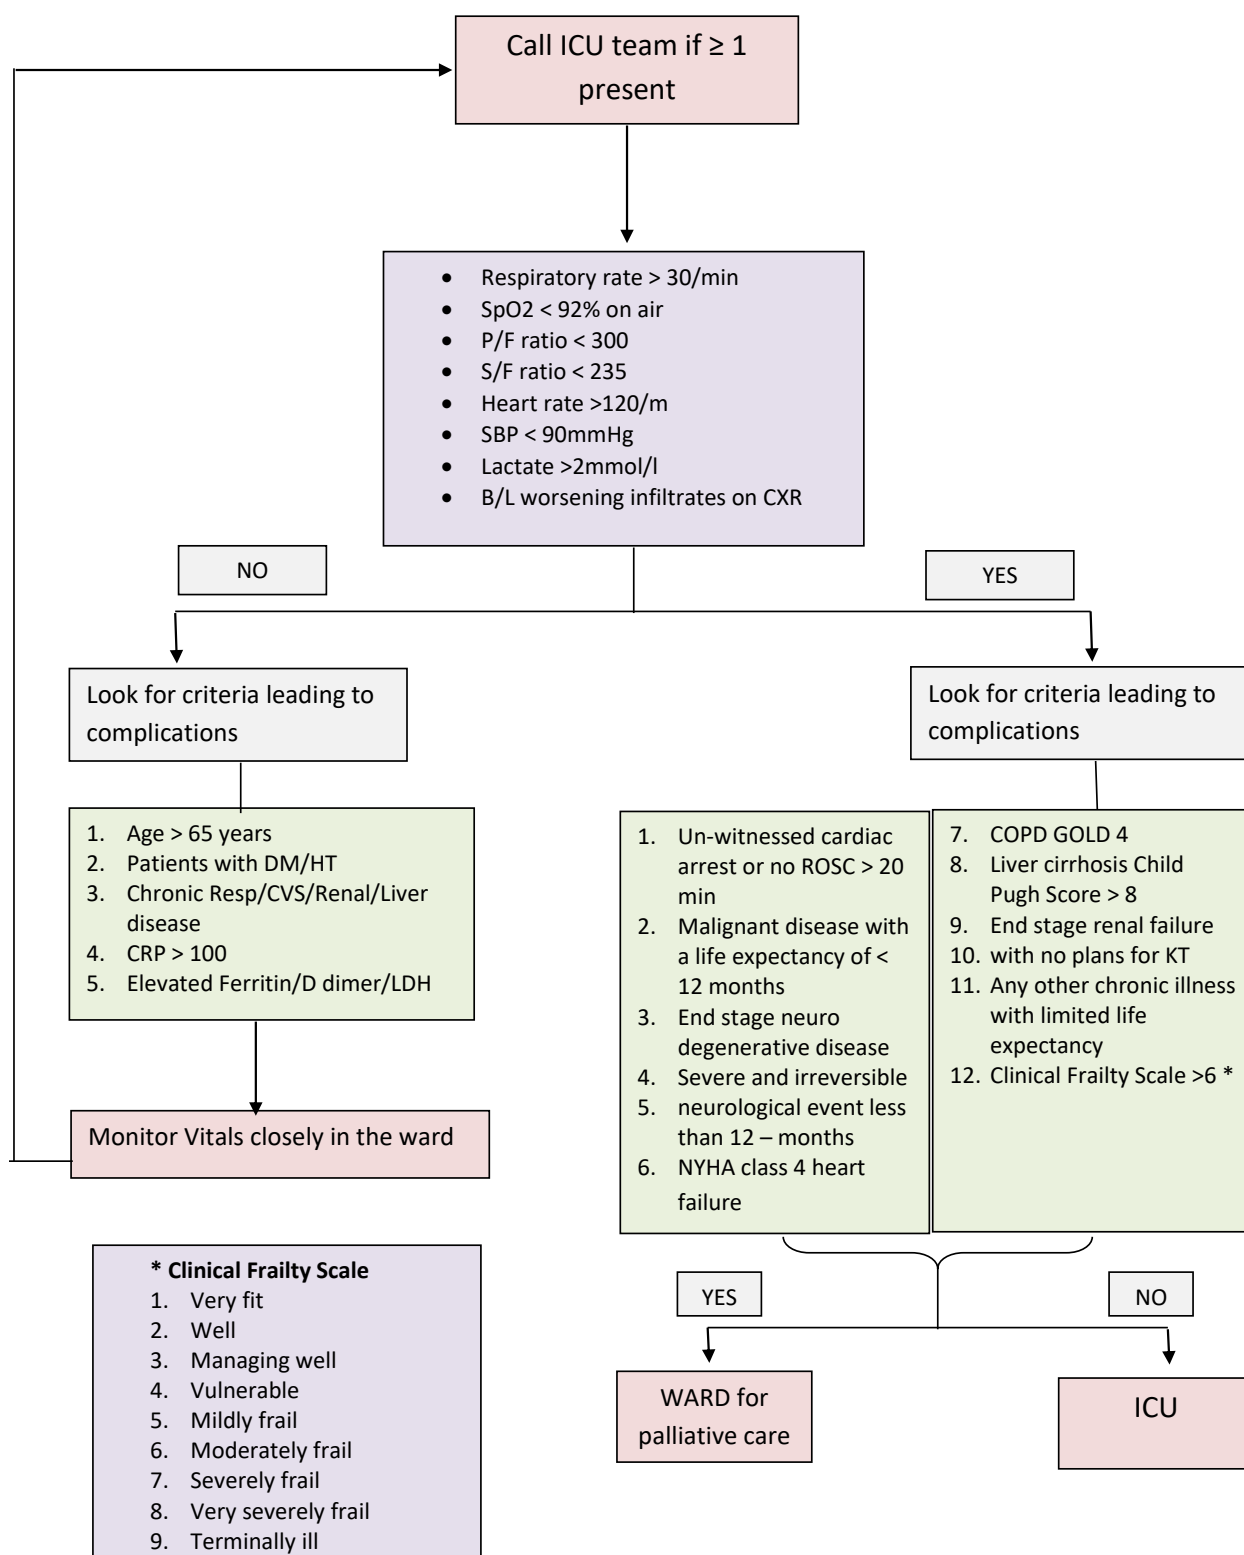 Call ICU team if ≥ 1
present
• Respiratory rate > 30/min
• SpO2 < 92% on air
• P/F ratio < 300
• S/F ratio < 235
• Heart rate >120/m
• SBP < 90mmHg
• Lactate >2mmol/l
• B/L worsening infiltrates on CXR
NO
YES
Look for criteria leading to
complications
1. Age > 65 years
2. Patients with DM/HT
3. Chronic Resp/CVS/Renal/Liver
disease
4. CRP > 100
5. Elevated Ferritin/D dimer/LDH
Monitor Vitals closely in the ward
Look for criteria leading to
complications
1. Un-witnessed cardiac
arrest or no ROSC > 20
min
2. Malignant disease with
a life expectancy of <
12 months
3. End stage neuro
degenerative disease
4. Severe and irreversible
5. neurological event less
than 12 – months
6. NYHA class 4 heart
failure
7. COPD GOLD 4
8. Liver cirrhosis Child
Pugh Score > 8
9. End stage renal failure
10. with no plans for KT
11. Any other chronic illness
with limited life
expectancy
12. Clinical Frailty Scale >6 *
YES
NO
WARD for
palliative care
ICU
* Clinical Frailty Scale
1. Very fit
2. Well
3. Managing well
4. Vulnerable
5. Mildly frail
6. Moderately frail
7. Severely frail
8. Very severely frail
9. Terminally ill